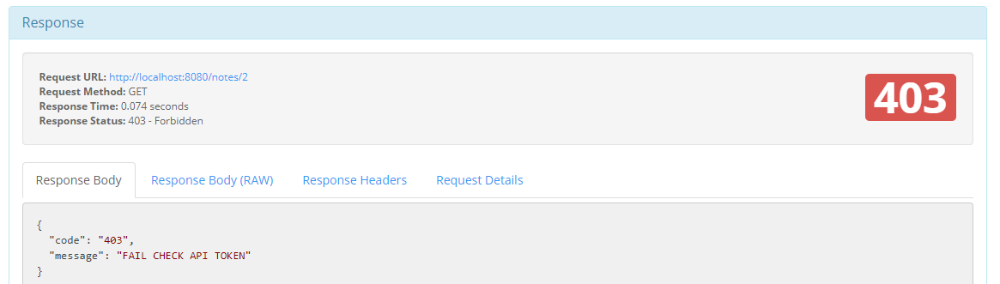 Response
Request URL: http://localhost:8080/notes/2
Request Method: GET
Response Time: 0.074 seconds
Response Status: 403 - Forbidden
403
Response Body Response Body (RAW) Response Headers Request Details
{
"code": "403",
"message": "FAIL CHECK API TOKEN"
}